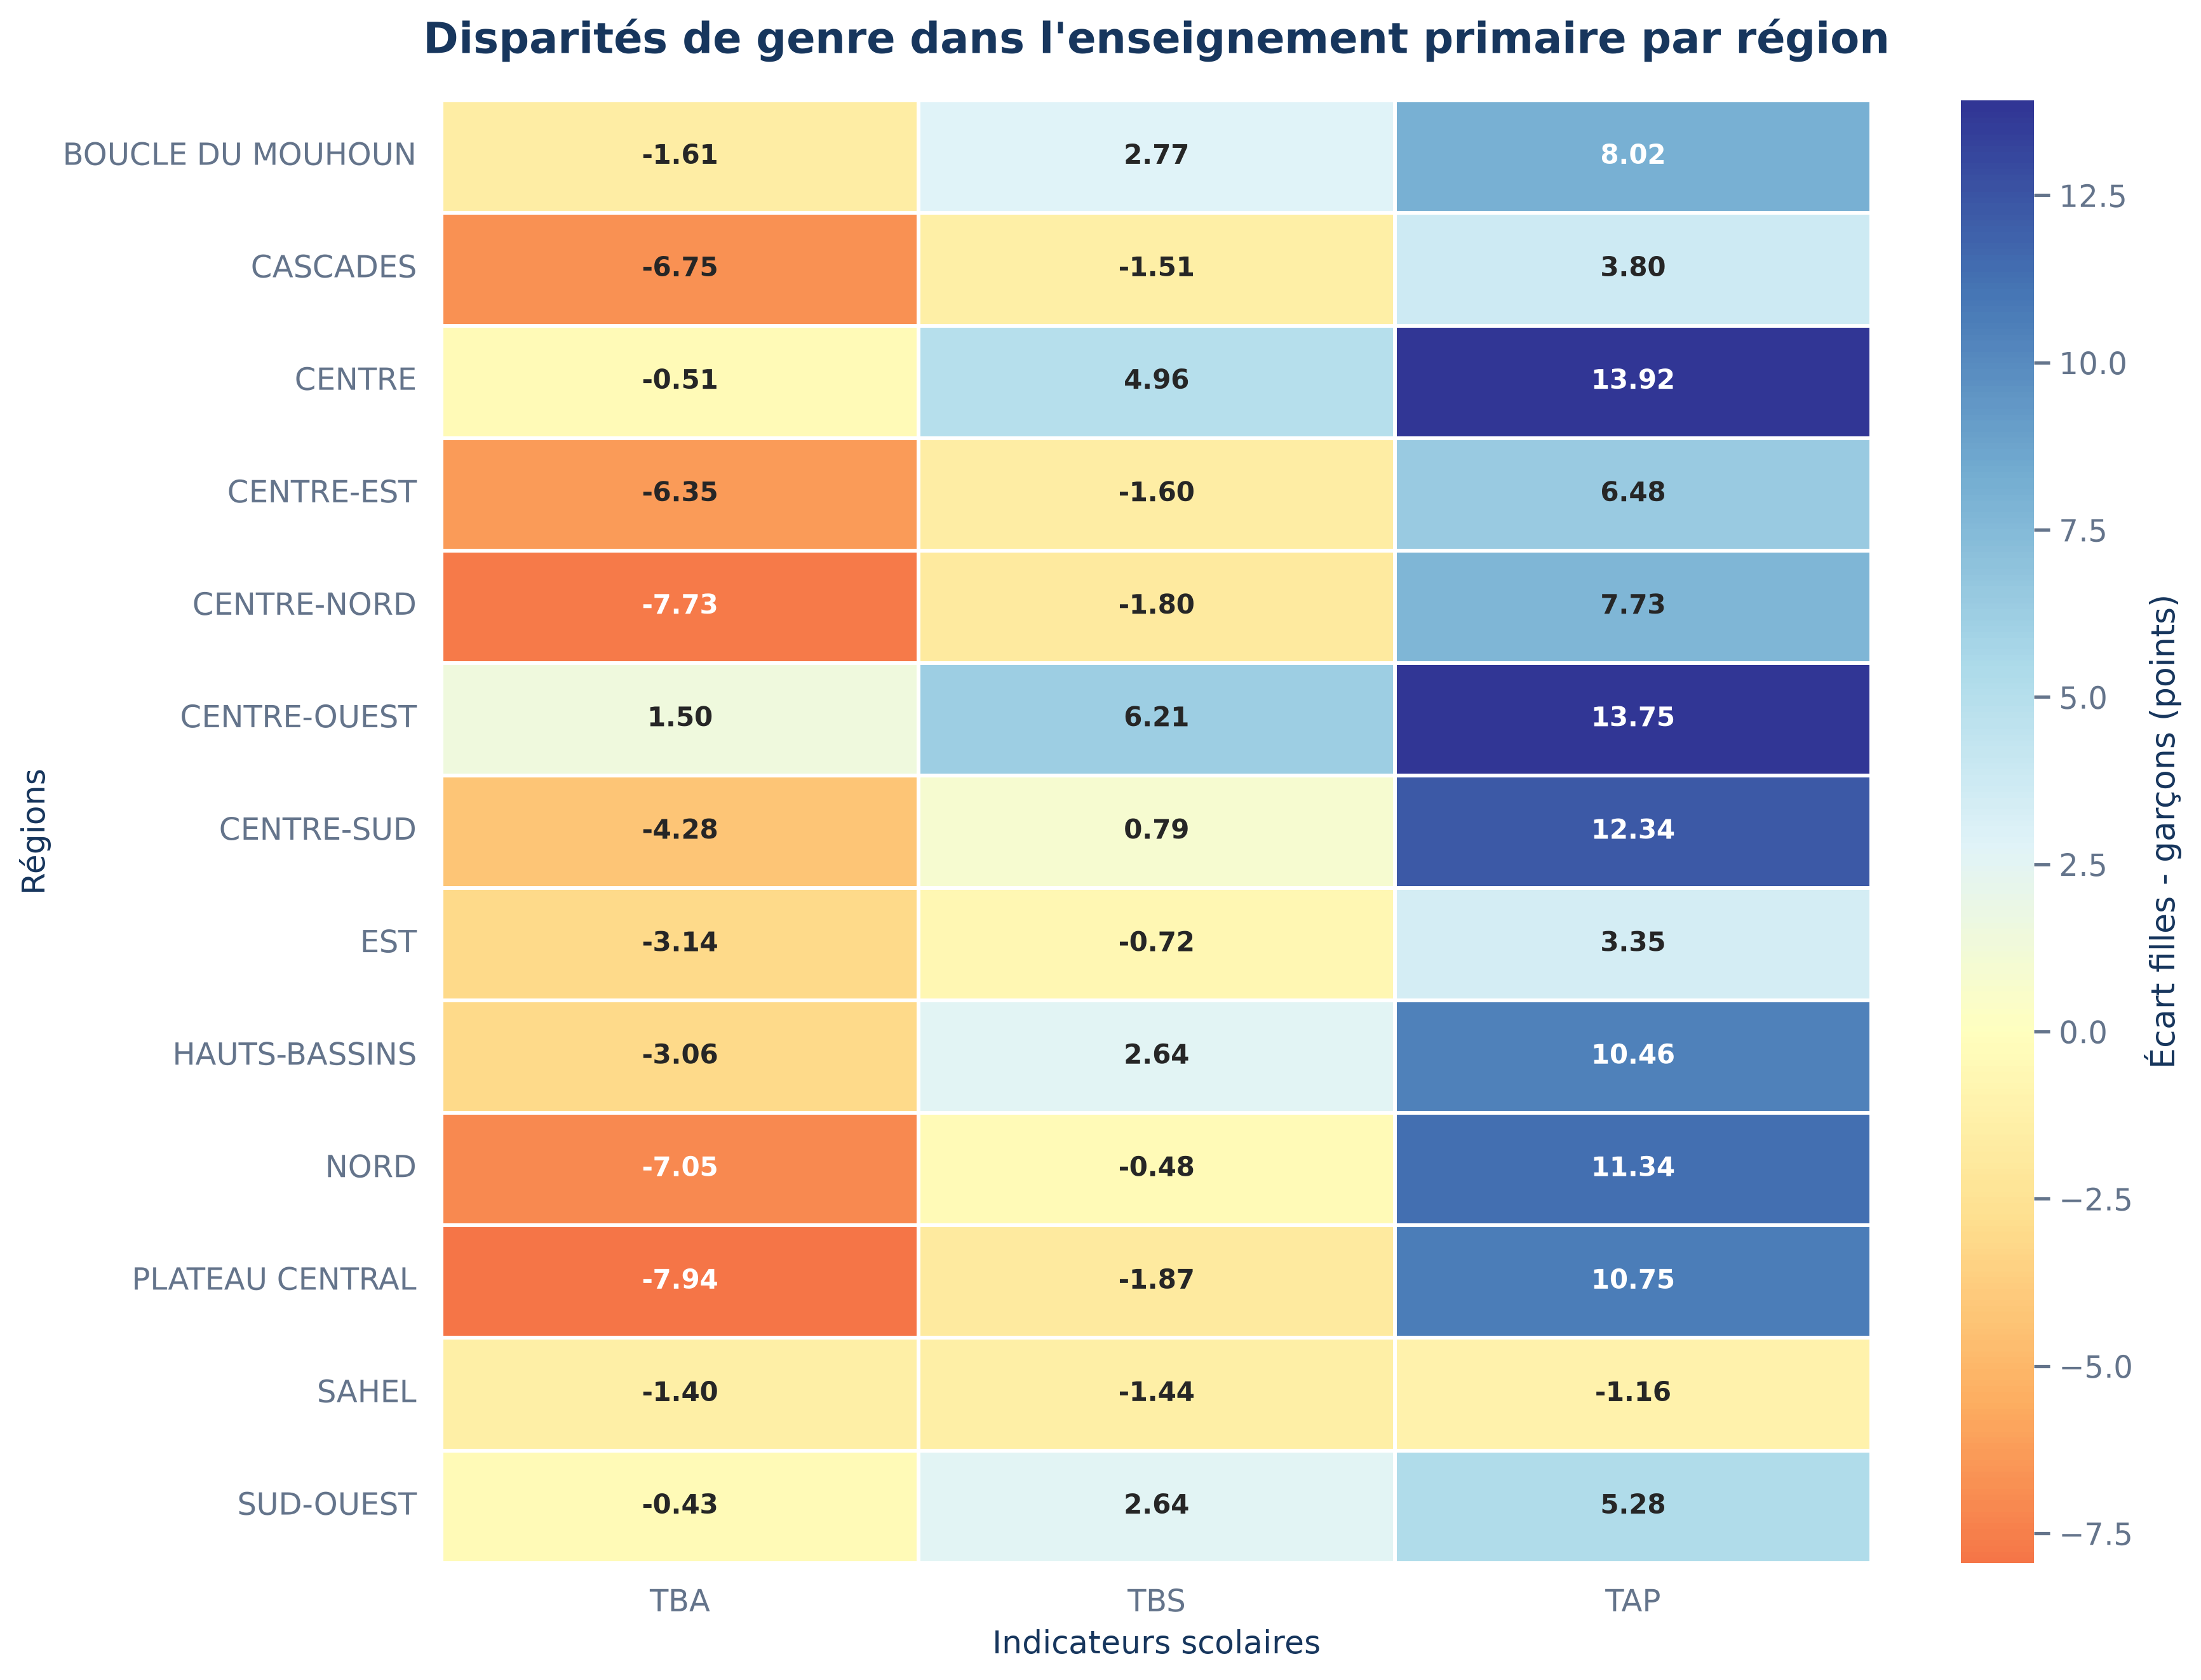 Disparités de genre dans l'enseignement primaire par région
BOUCLE DU MOUHOUN -1.61 2.77 8.02
CASCADES -6.75 -1.51 3.80
CENTRE -0.51 4.96 13.92
CENTRE-EST -6.35 -1.60 6.48
CENTRE-NORD -7.73 -1.80 7.73
CENTRE-OUEST 1.50 6.21 13.75
CENTRE-SUD -4.28 0.79 12.34
EST -3.14 -0.72 3.35
HAUTS-BASSINS -3.06 2.64 10.46
NORD -7.05 -0.48 11.34
PLATEAU CENTRAL -7.94 -1.87 10.75
SAHEL -1.40 -1.44 -1.16
SUD-OUEST -0.43 2.64 5.28
TBA TBS TAP
Indicateurs scolaires
Régions
12.5
10.0
7.5
5.0
2.5
0.0
−2.5
−5.0
−7.5
Écart filles - garçons (points)